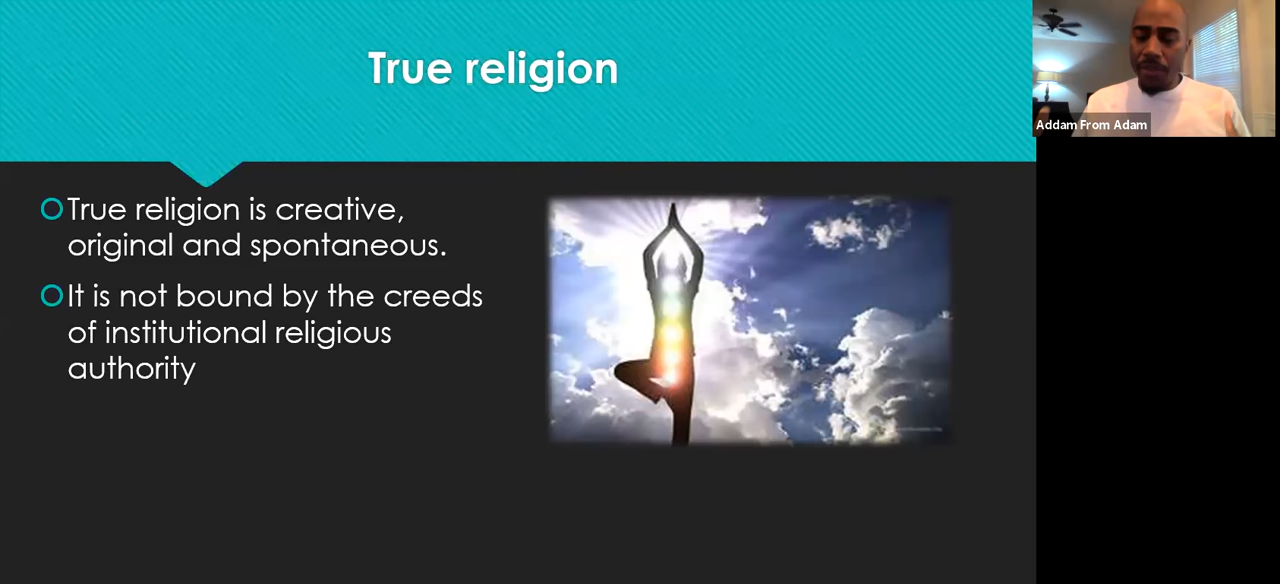 True religion
Addam From Adam
True religion is creative,
original and spontaneous.
It is not bound by the creeds
of institutional religious
authority